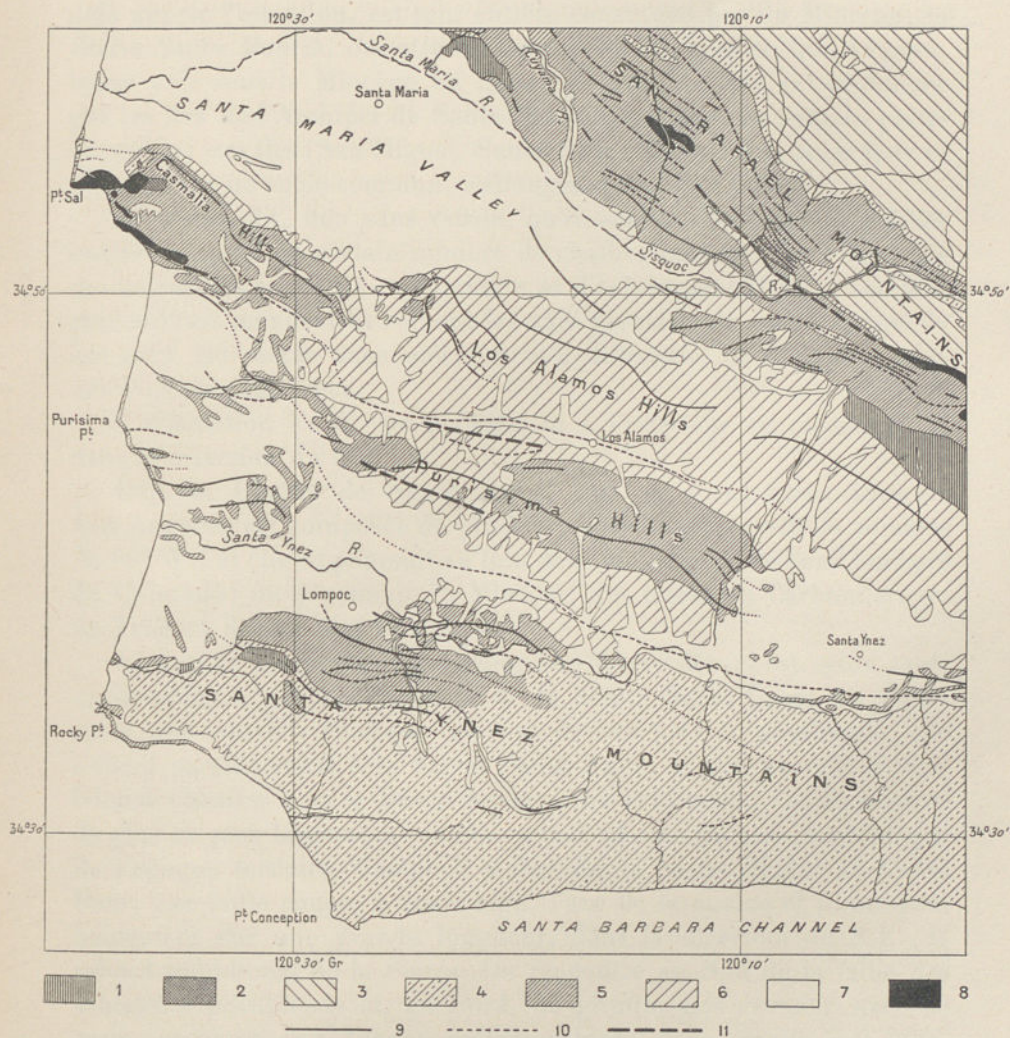 120°30' 120°10'
Santa Maria R.
Cuyama R.
SAN RAFAEL MOUNTAINS
Santa Maria
SANTA MARIA VALLEY
Pt. Sal
Casmalia Hills
Sisquoc R.
34°50' 34°50'
Los Alamos Hills
Purisima Pt.
Los Alamos
Purisima Hills
Santa Ynez R.
Lompoc
Santa Ynez
SANTA YNEZ MOUNTAINS
Rocky Pt.
34°30' 34°30'
Pt. Conception
SANTA BARBARA CHANNEL
120°30' Gr 120°10'
1 2 3 4 5 6 7 8
9 10 11